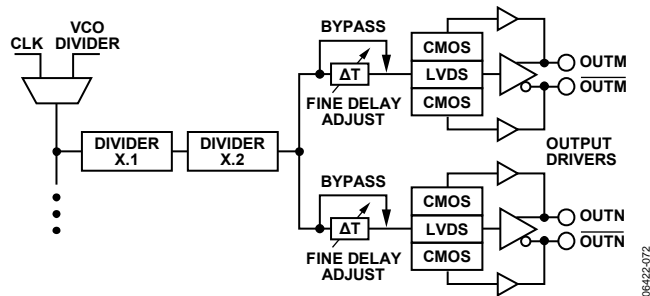 VCO
CLK DIVIDER
DIVIDER
X.1
DIVIDER
X.2
BYPASS
ΔT
FINE DELAY
ADJUST
CMOS
LVDS
CMOS
OUTM
OUTM
OUTPUT
DRIVERS
BYPASS
ΔT
FINE DELAY
ADJUST
CMOS
LVDS
CMOS
OUTN
OUTN
06422-072